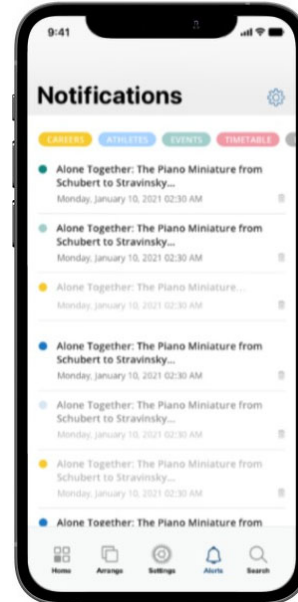 9:41
Notifications
CAREERS ATHLETES EVENTS TIMETABLE
Alone Together: The Piano Miniature from
Schubert to Stravinsky...
Monday, January 10, 2021 02:30 AM
Alone Together: The Piano Miniature from
Schubert to Stravinsky...
Monday, January 10, 2021 02:30 AM
Alone Together: The Piano Miniature...
Monday, January 10, 2021 02:30 AM
Alone Together: The Piano Miniature from
Schubert to Stravinsky...
Monday, January 10, 2021 02:30 AM
Alone Together: The Piano Miniature from
Schubert to Stravinsky...
Monday, January 10, 2021 02:30 AM
Alone Together: The Piano Miniature from
Schubert to Stravinsky...
Monday, January 10, 2021 02:30 AM
Alone Together: The Piano Miniature from
Home Arrange Settings Alerts Search